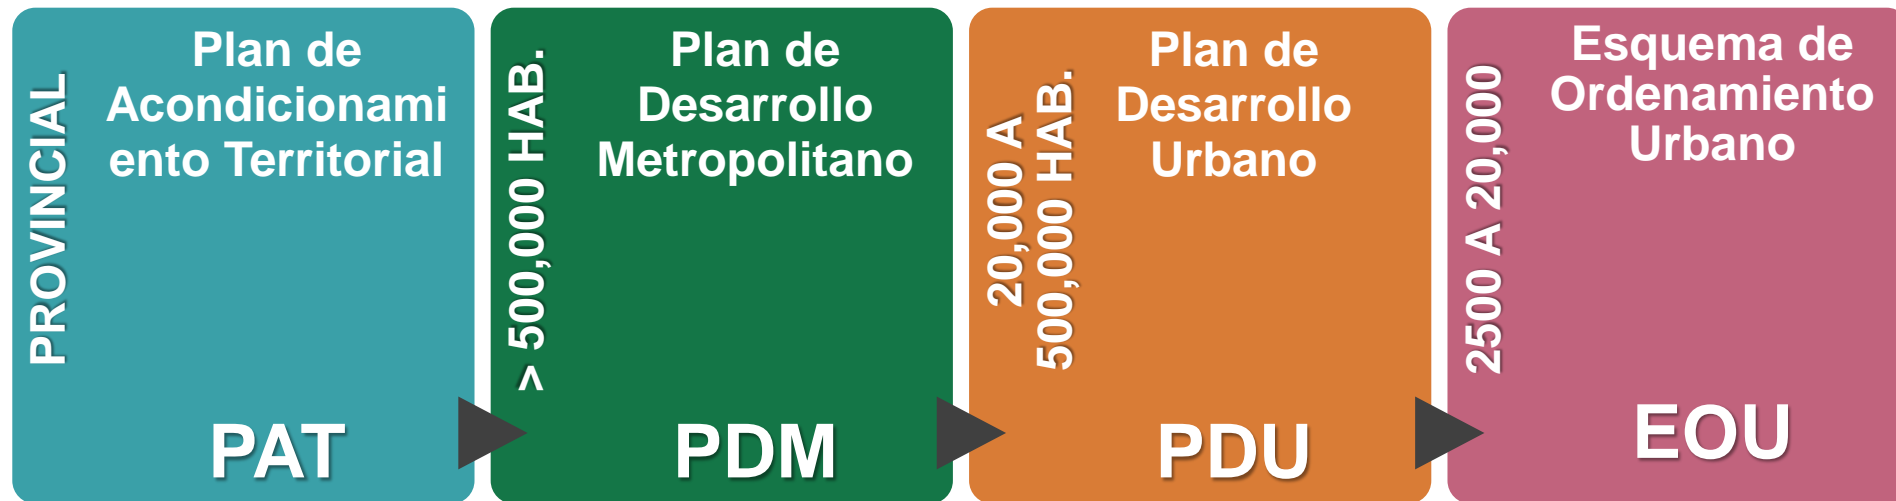 PROVINCIAL
Plan de
Acondicionami
ento Territorial
PAT
> 500,000 HAB.
Plan de
Desarrollo
Metropolitano
PDM
20,000 A
500,000 HAB.
Plan de
Desarrollo
Urbano
PDU
2500 A 20,000
Esquema de
Ordenamiento
Urbano
EOU